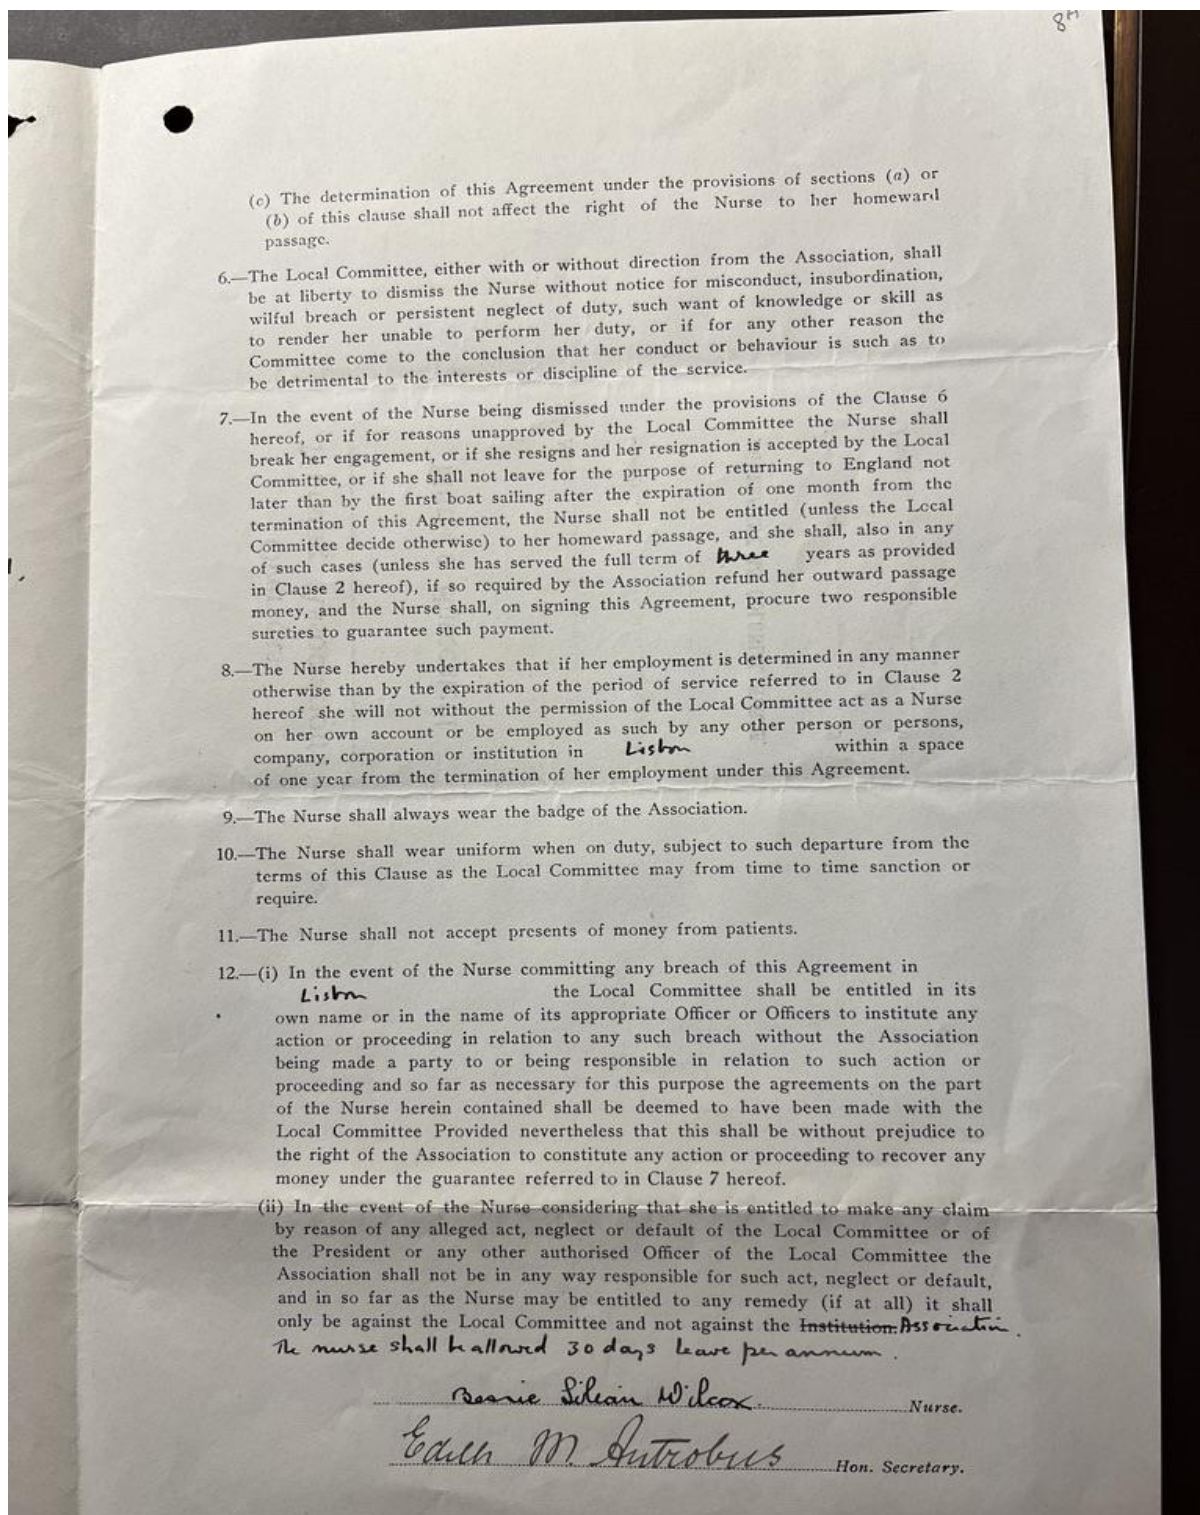 8A
(c) The determination of this Agreement under the provisions of sections (a) or
(b) of this clause shall not affect the right of the Nurse to her homeward
passage.
6.—The Local Committee, either with or without direction from the Association, shall
be at liberty to dismiss the Nurse without notice for misconduct, insubordination,
wilful breach or persistent neglect of duty, such want of knowledge or skill as
to render her unable to perform her duty, or if for any other reason the
Committee come to the conclusion that her conduct or behaviour is such as to
be detrimental to the interests or discipline of the service.
7.—In the event of the Nurse being dismissed under the provisions of the Clause 6
hereof, or if for reasons unapproved by the Local Committee the Nurse shall
break her engagement, or if she resigns and her resignation is accepted by the Local
Committee, or if she shall not leave for the purpose of returning to England not
later than by the first boat sailing after the expiration of one month from the
termination of this Agreement, the Nurse shall not be entitled (unless the Local
Committee decide otherwise) to her homeward passage, and she shall, also in any
of such cases (unless she has served the full term of three years as provided
in Clause 2 hereof), if so required by the Association refund her outward passage
money, and the Nurse shall, on signing this Agreement, procure two responsible
sureties to guarantee such payment.
8.—The Nurse hereby undertakes that if her employment is determined in any manner
otherwise than by the expiration of the period of service referred to in Clause 2
hereof she will not without the permission of the Local Committee act as a Nurse
on her own account or be employed as such by any other person or persons,
company, corporation or institution in Lisbon within a space
of one year from the termination of her employment under this Agreement.
9.—The Nurse shall always wear the badge of the Association.
10.—The Nurse shall wear uniform when on duty, subject to such departure from the
terms of this Clause as the Local Committee may from time to time sanction or
require.
11.—The Nurse shall not accept presents of money from patients.
12.—(i) In the event of the Nurse committing any breach of this Agreement in
Lisbon the Local Committee shall be entitled in its
own name or in the name of its appropriate Officer or Officers to institute any
action or proceeding in relation to any such breach without the Association
being made a party to or being responsible in relation to such action or
proceeding and so far as necessary for this purpose the agreements on the part
of the Nurse herein contained shall be deemed to have been made with the
Local Committee Provided nevertheless that this shall be without prejudice to
the right of the Association to constitute any action or proceeding to recover any
money under the guarantee referred to in Clause 7 hereof.
(ii) In the event of the Nurse considering that she is entitled to make any claim
by reason of any alleged act, neglect or default of the Local Committee or of
the President or any other authorised Officer of the Local Committee the
Association shall not be in any way responsible for such act, neglect or default,
and in so far as the Nurse may be entitled to any remedy (if at all) it shall
only be against the Local Committee and not against the Institution. Association.
The nurse shall be allowed 30 days leave per annum.
Bessie Lilian Wilcox. Nurse.
Edith M. Antrobus Hon. Secretary.